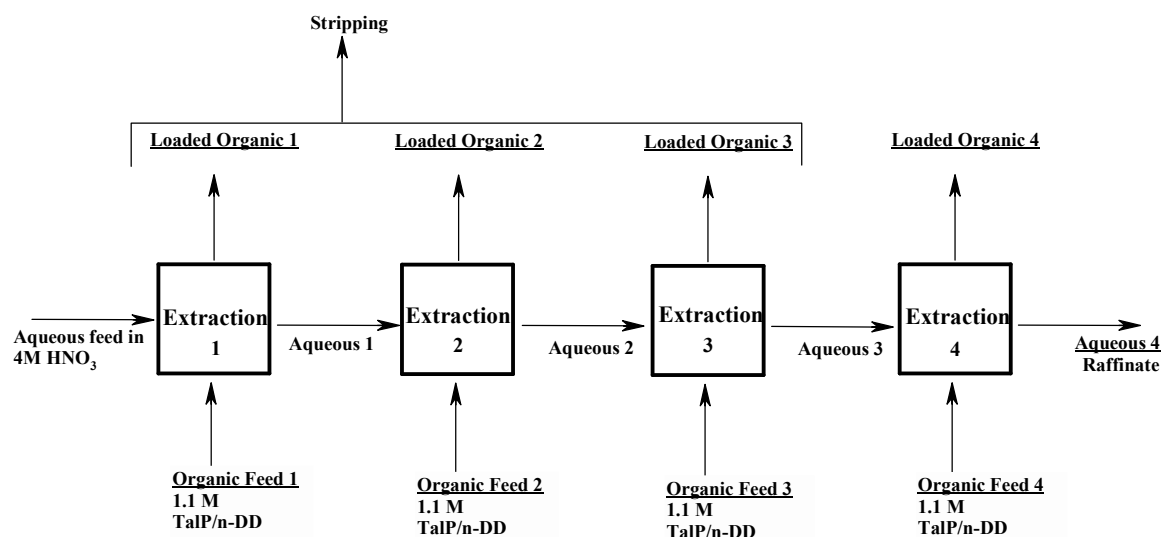 Stripping
Loaded Organic 1
Loaded Organic 2
Loaded Organic 3
Loaded Organic 4
Extraction
1
Extraction
2
Extraction
3
Extraction
4
Aqueous feed in
4M HNO₃
Aqueous 1
Aqueous 2
Aqueous 3
Aqueous 4
Raffinate
Organic Feed 1
1.1 M
TalP/n-DD
Organic Feed 2
1.1 M
TalP/n-DD
Organic Feed 3
1.1 M
TalP/n-DD
Organic Feed 4
1.1 M
TalP/n-DD